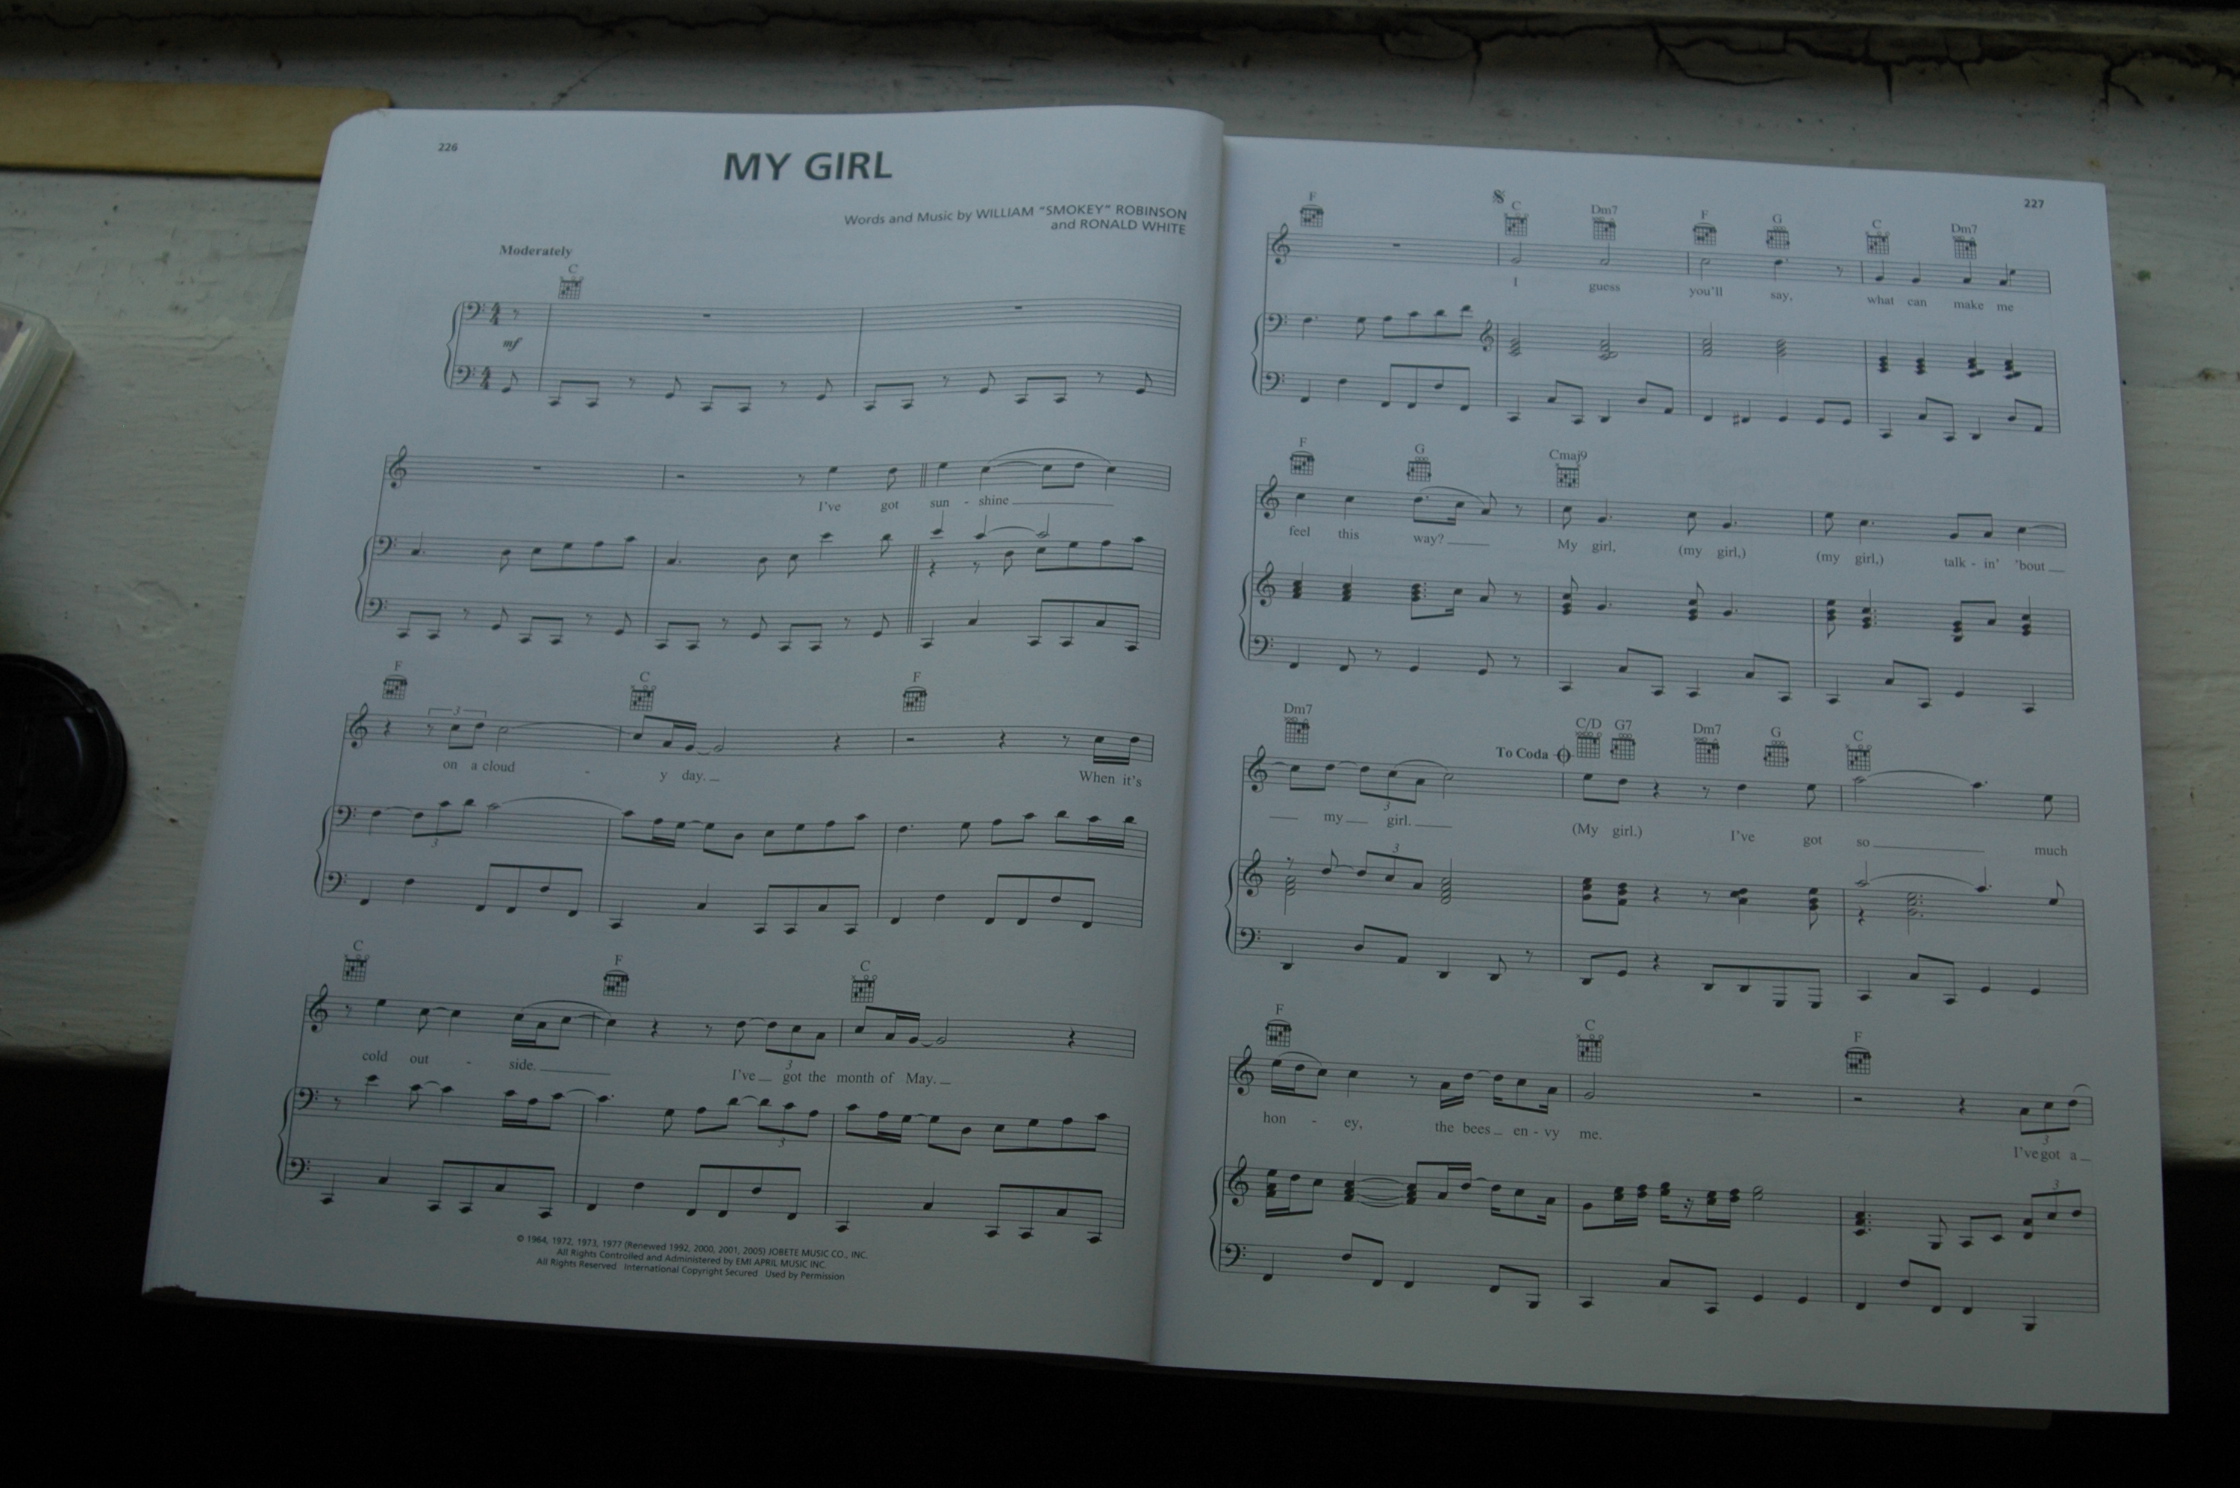 226
MY GIRL
Words and Music by WILLIAM "SMOKEY" ROBINSON
and RONALD WHITE
Moderately
C
mf
I've got sun - shine
F C F
3
on a cloud - y day. When it's
3
C F C
3
cold out - side. I've got the month of May.
3
© 1964, 1972, 1973, 1977 (Renewed 1992, 2000, 2001, 2005) JOBETE MUSIC CO., INC.
All Rights Controlled and Administered by EMI APRIL MUSIC INC.
All Rights Reserved International Copyright Secured Used by Permission
227
F C Dm7 F G C Dm7
I guess you'll say, what can make me
F G Cmaj9
feel this way? My girl, (my girl,) (my girl,) talk - in' 'bout
Dm7 To Coda C/D G7 Dm7 G C
3
my girl. (My girl.) I've got so much
3
F C F
hon - ey, the bees en - vy me. I've got a
3
3